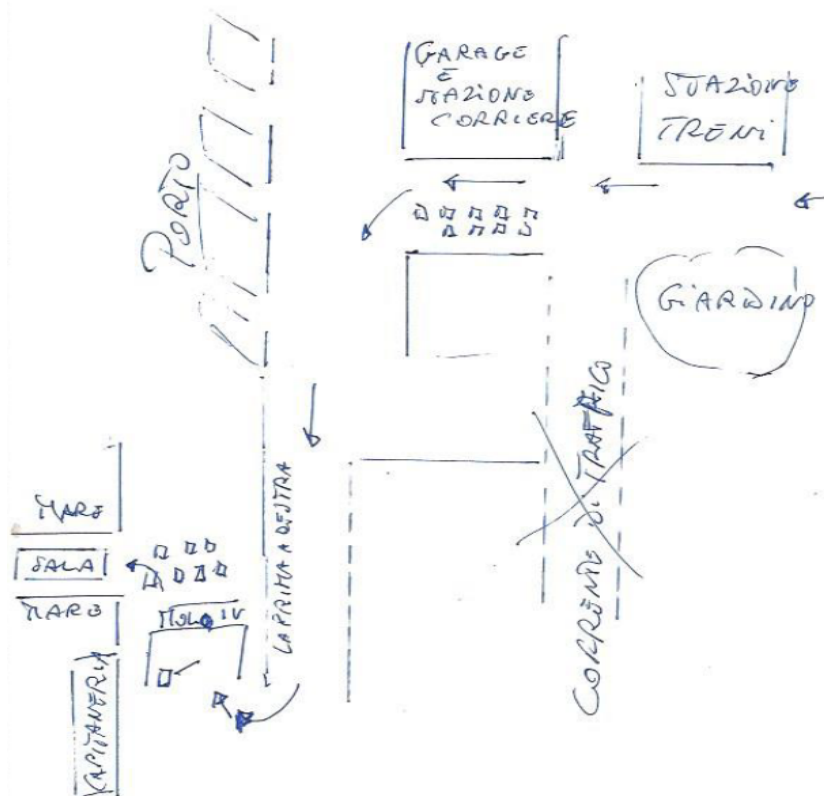 GARAGE
E
STAZIONE
CORRIERE
STAZIONE
TRENI
PORTO
GIARDINO
CORRENTE DI TRAFFICO
LA PRIMA A DESTRA
MARE
SALA
MARE
MOLO IV
CAPITANERIA